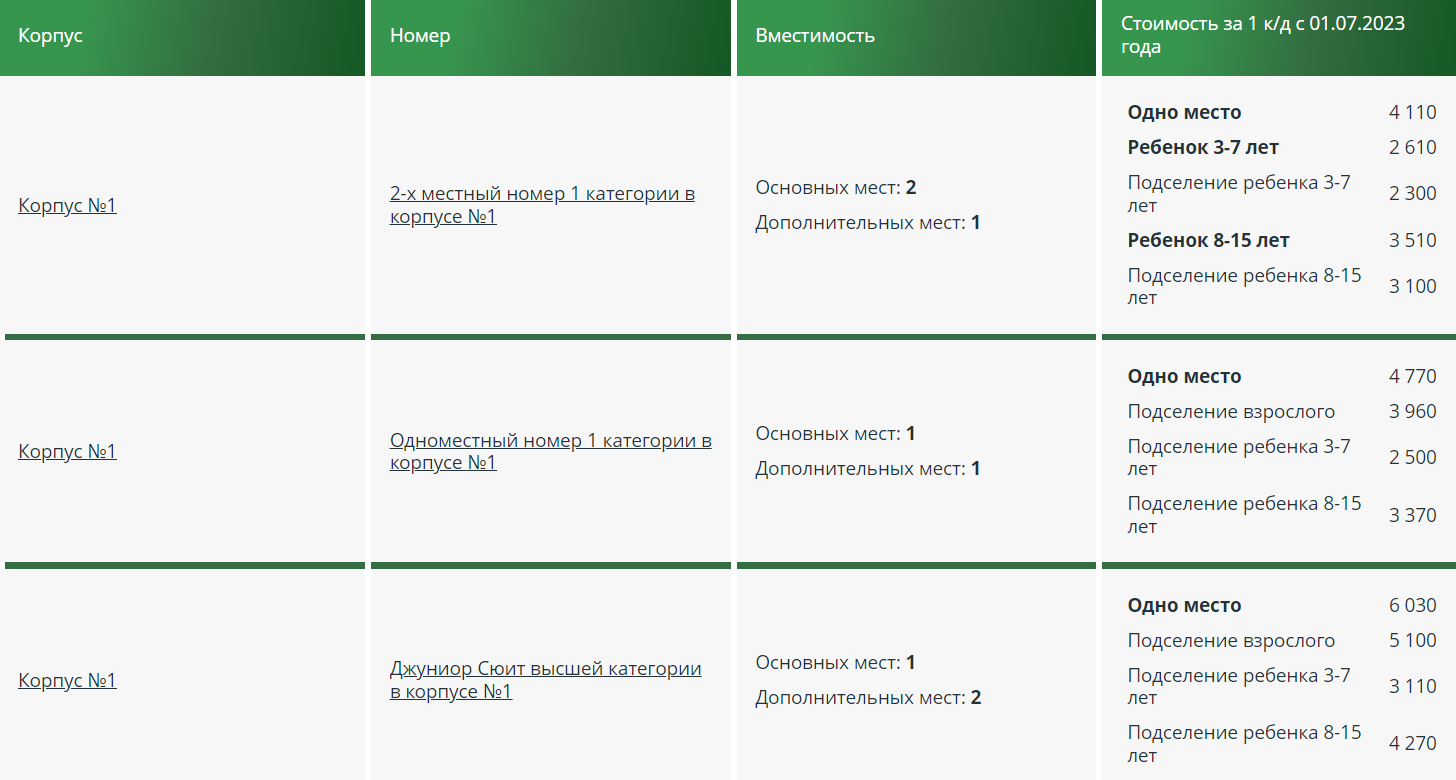 Корпус
Номер
Вместимость
Стоимость за 1 к/д с 01.07.2023
года
Корпус №1
2-х местный номер 1 категории в
корпусе №1
Основных мест: 2
Дополнительных мест: 1
Одно место 4 110
Ребенок 3-7 лет 2 610
Подселение ребенка 3-7
лет
2 300
Ребенок 8-15 лет 3 510
Подселение ребенка 8-15
лет
3 100
Корпус №1
Одноместный номер 1 категории в
корпусе №1
Основных мест: 1
Дополнительных мест: 1
Одно место 4 770
Подселение взрослого 3 960
Подселение ребенка 3-7
лет
2 500
Подселение ребенка 8-15
лет
3 370
Корпус №1
Джуниор Сюит высшей категории
в корпусе №1
Основных мест: 1
Дополнительных мест: 2
Одно место 6 030
Подселение взрослого 5 100
Подселение ребенка 3-7
лет
3 110
Подселение ребенка 8-15
лет
4 270